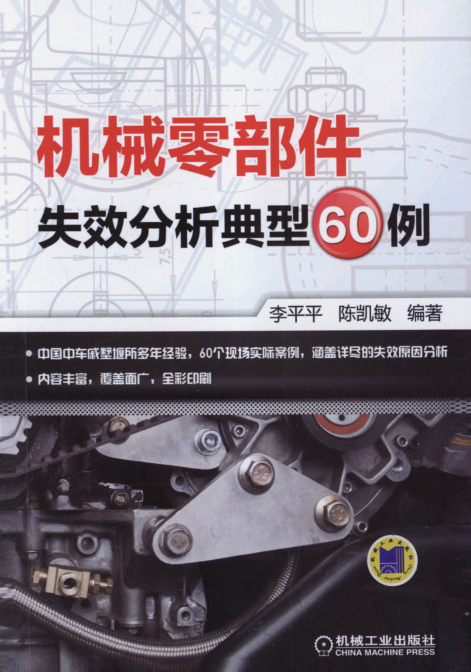 机械零部件
失效分析典型60例
李平平 陈凯敏 编著
• 中国中车戚墅堰所多年经验，60个现场实际案例，涵盖详尽的失效原因分析
• 内容丰富，覆盖面广，全彩印刷
机械工业出版社
CHINA MACHINE PRESS